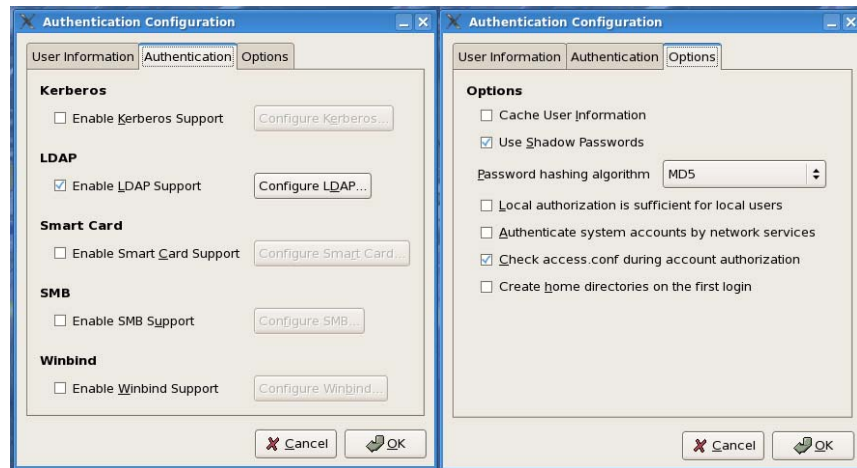 Authentication Configuration
User Information Authentication Options
Kerberos
Enable Kerberos Support Configure Kerberos...
LDAP
Enable LDAP Support Configure LDAP...
Smart Card
Enable Smart Card Support Configure Smart Card...
SMB
Enable SMB Support Configure SMB...
Winbind
Enable Winbind Support Configure Winbind...
Cancel OK
Authentication Configuration
User Information Authentication Options
Options
Cache User Information
Use Shadow Passwords
Password hashing algorithm MD5
Local authorization is sufficient for local users
Authenticate system accounts by network services
Check access.conf during account authorization
Create home directories on the first login
Cancel OK